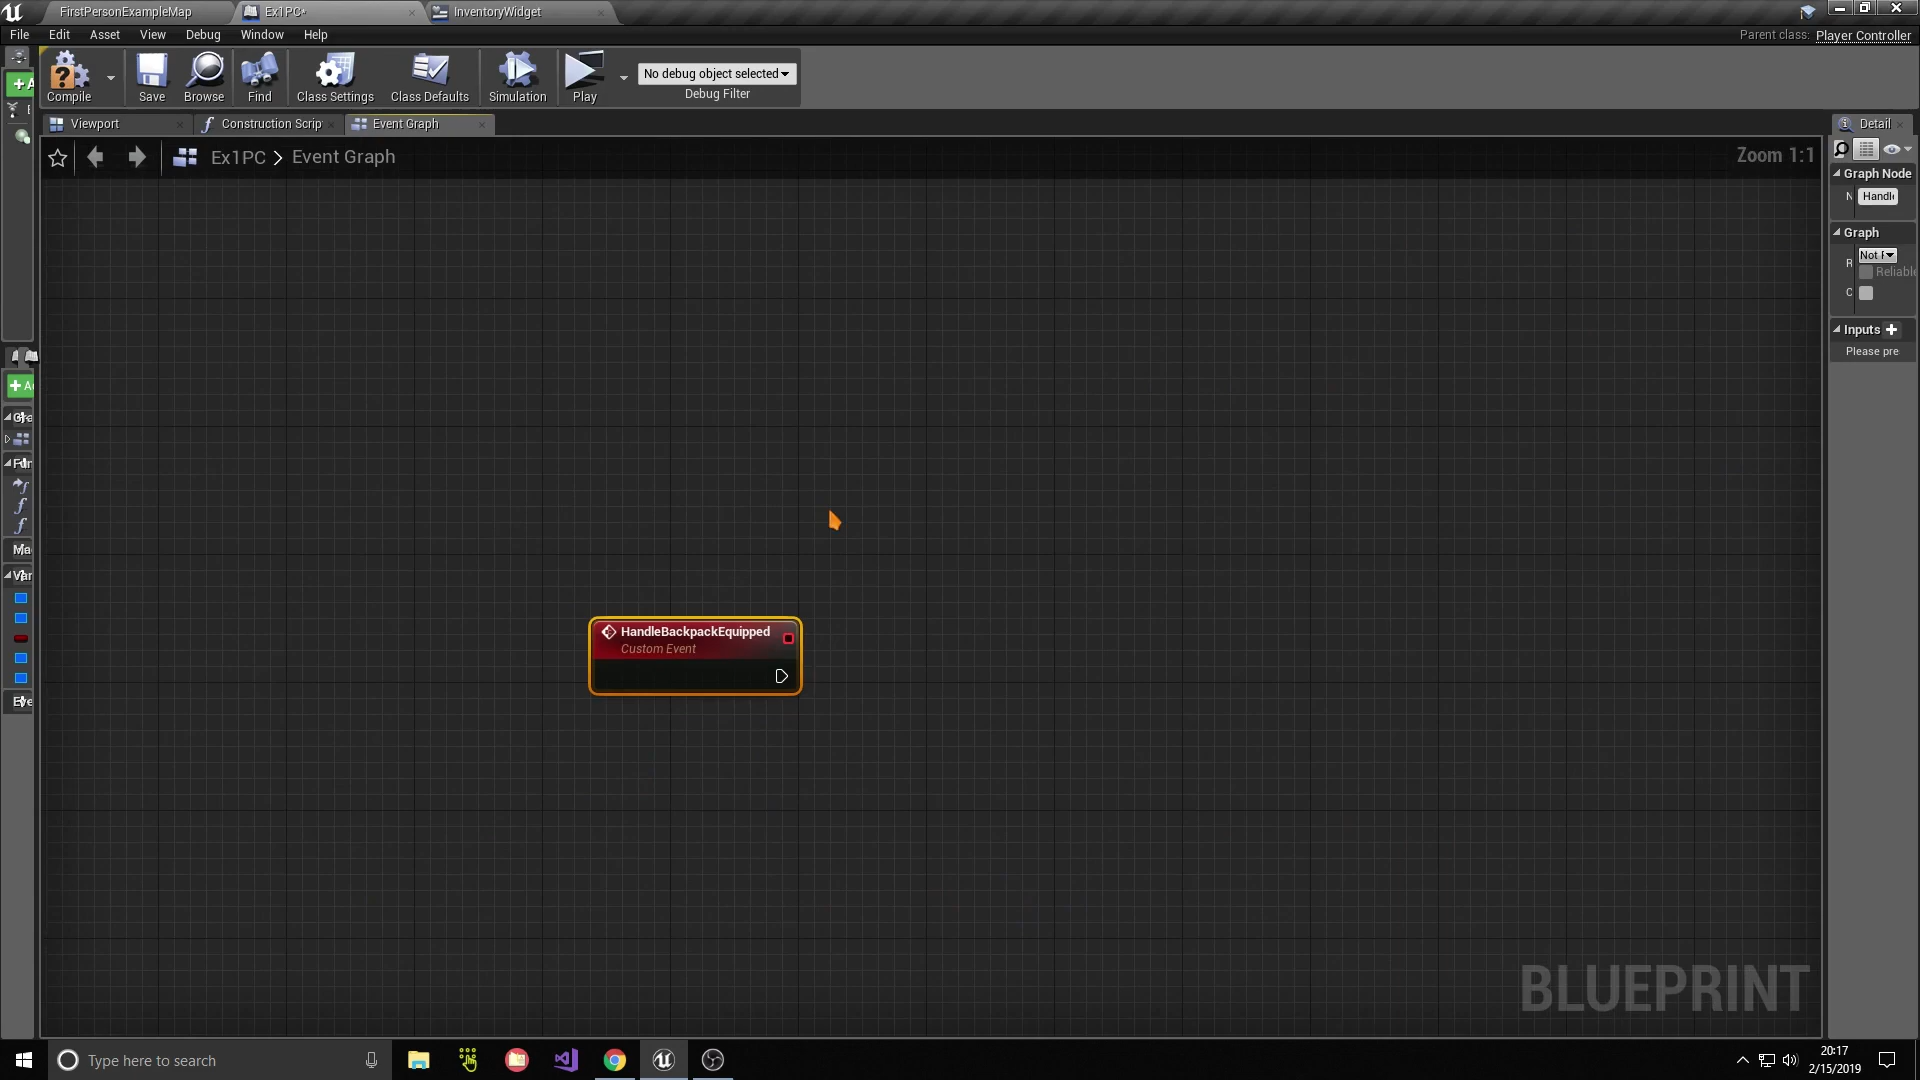 FirstPersonExampleMap
Ex1PC*
InventoryWidget
File Edit Asset View Debug Window Help
Parent class: Player Controller
Compile
Save
Browse
Find
Class Settings
Class Defaults
Simulation
Play
No debug object selected
Debug Filter
Viewport
Construction Scrip
Event Graph
Detail
Ex1PC > Event Graph
Zoom 1:1
Graph Node
N
Handle
Graph
R
Not
Reliable
C
Inputs
Please pre
HandleBackpackEquipped
Custom Event
BLUEPRINT
Type here to search
20:17
2/15/2019